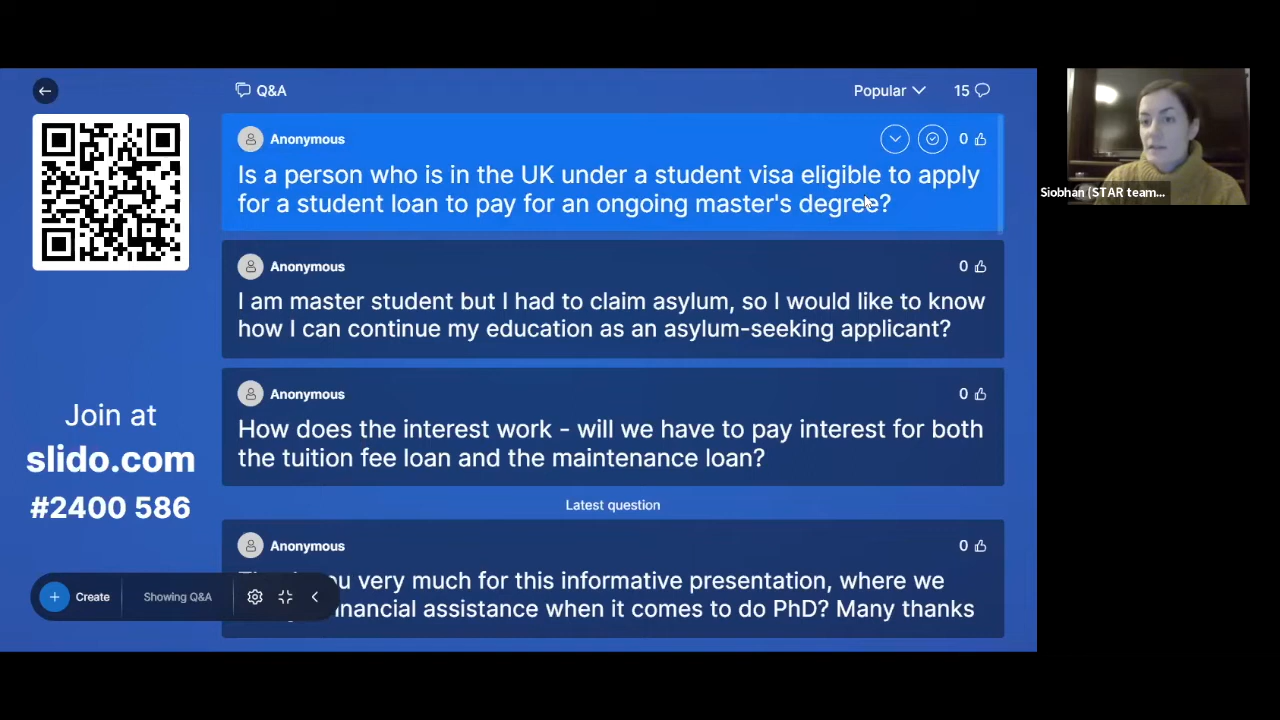 Q&A
Popular
15
Anonymous
0
Is a person who is in the UK under a student visa eligible to apply
for a student loan to pay for an ongoing master's degree?
Siobhan (STAR team...
Anonymous
0
I am master student but I had to claim asylum, so I would like to know
how I can continue my education as an asylum-seeking applicant?
Anonymous
0
How does the interest work - will we have to pay interest for both
the tuition fee loan and the maintenance loan?
Join at
slido.com
#2400 586
Latest question
Anonymous
0
very much for this informative presentation, where we
financial assistance when it comes to do PhD? Many thanks
Create
Showing Q&A